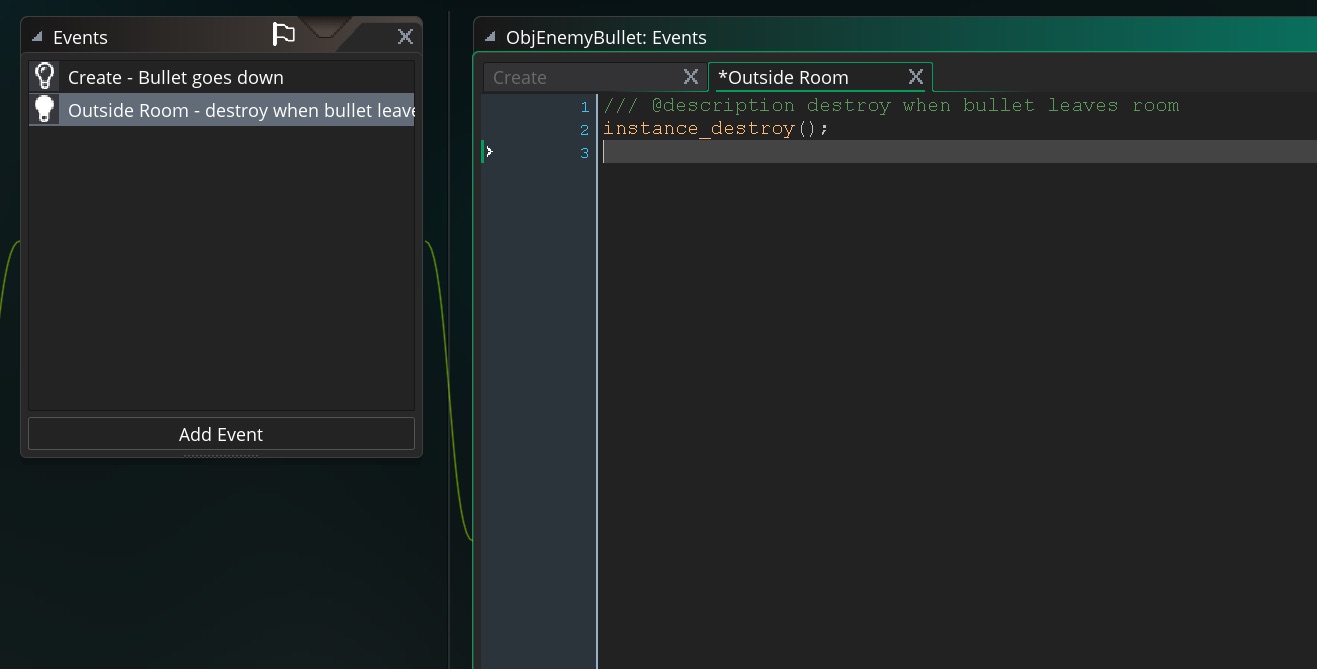 Events
Create - Bullet goes down
Outside Room - destroy when bullet leave
Add Event
ObjEnemyBullet: Events
Create
*Outside Room
1 /// @description destroy when bullet leaves room
2 instance_destroy();
3